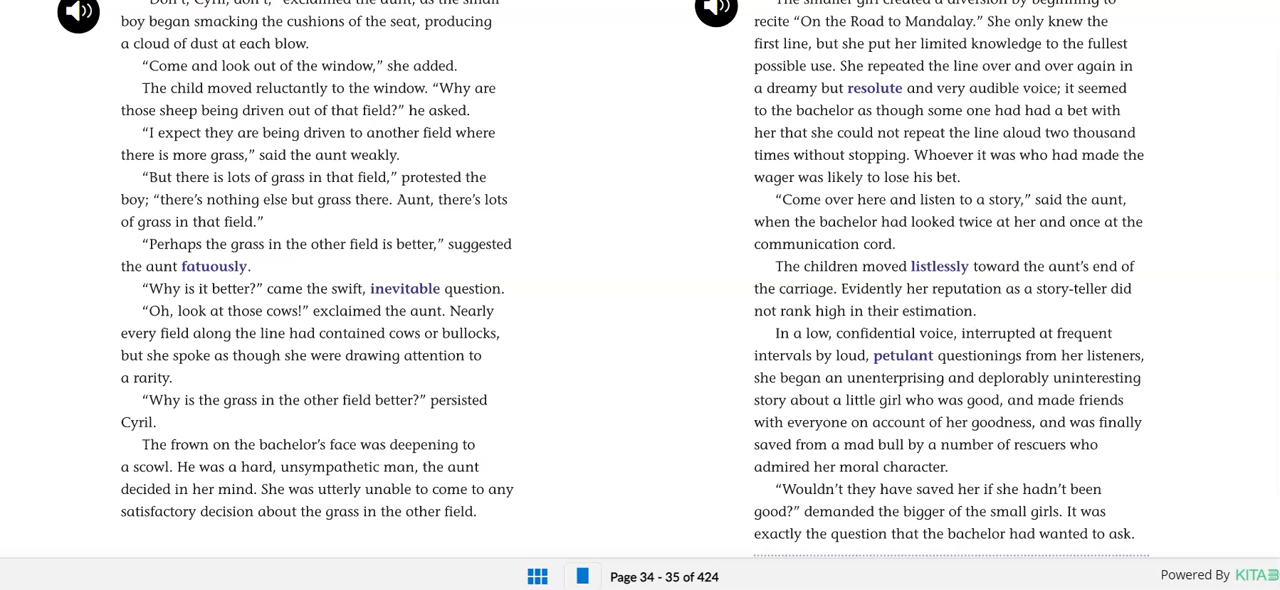 “Don’t, Cyril, don’t,” exclaimed the aunt, as the small
boy began smacking the cushions of the seat, producing
a cloud of dust at each blow.
“Come and look out of the window,” she added.
The child moved reluctantly to the window. “Why are
those sheep being driven out of that field?” he asked.
“I expect they are being driven to another field where
there is more grass,” said the aunt weakly.
“But there is lots of grass in that field,” protested the
boy; “there’s nothing else but grass there. Aunt, there’s lots
of grass in that field.”
“Perhaps the grass in the other field is better,” suggested
the aunt fatuously.
“Why is it better?” came the swift, inevitable question.
“Oh, look at those cows!” exclaimed the aunt. Nearly
every field along the line had contained cows or bullocks,
but she spoke as though she were drawing attention to
a rarity.
“Why is the grass in the other field better?” persisted
Cyril.
The frown on the bachelor’s face was deepening to
a scowl. He was a hard, unsympathetic man, the aunt
decided in her mind. She was utterly unable to come to any
satisfactory decision about the grass in the other field.
The smaller girl created a diversion by beginning to
recite “On the Road to Mandalay.” She only knew the
first line, but she put her limited knowledge to the fullest
possible use. She repeated the line over and over again in
a dreamy but resolute and very audible voice; it seemed
to the bachelor as though some one had had a bet with
her that she could not repeat the line aloud two thousand
times without stopping. Whoever it was who had made the
wager was likely to lose his bet.
“Come over here and listen to a story,” said the aunt,
when the bachelor had looked twice at her and once at the
communication cord.
The children moved listlessly toward the aunt’s end of
the carriage. Evidently her reputation as a story-teller did
not rank high in their estimation.
In a low, confidential voice, interrupted at frequent
intervals by loud, petulant questionings from her listeners,
she began an unenterprising and deplorably uninteresting
story about a little girl who was good, and made friends
with everyone on account of her goodness, and was finally
saved from a mad bull by a number of rescuers who
admired her moral character.
“Wouldn’t they have saved her if she hadn’t been
good?” demanded the bigger of the small girls. It was
exactly the question that the bachelor had wanted to ask.
Page 34 - 35 of 424
Powered By KITAB